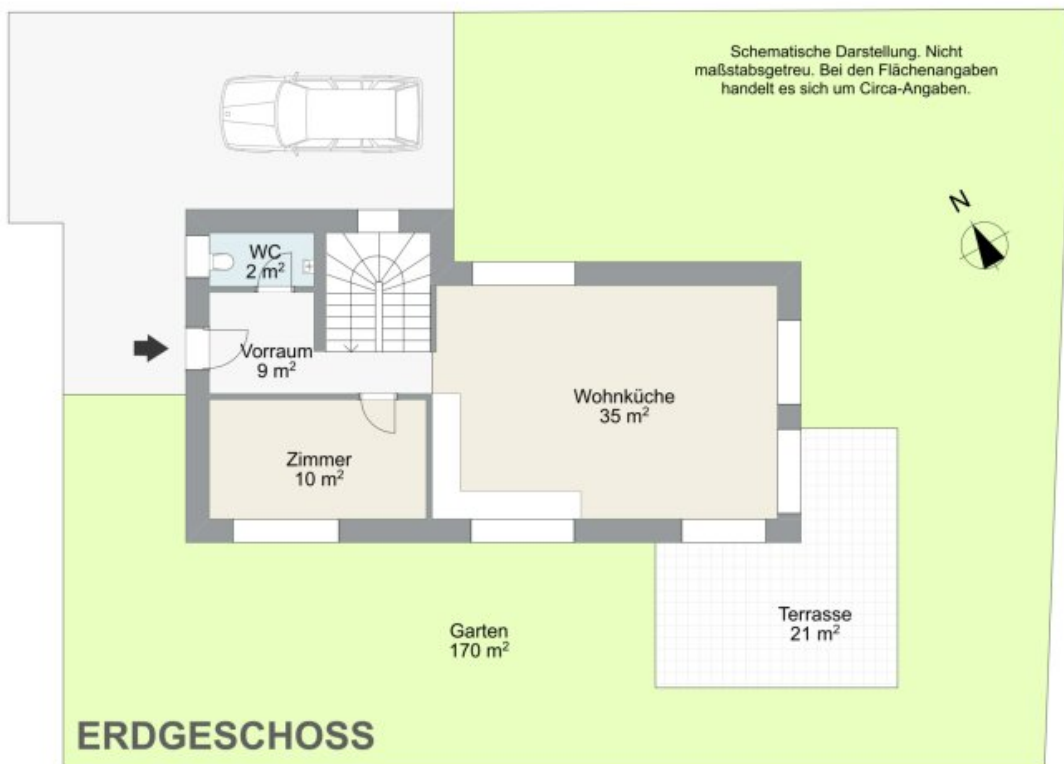 Schematische Darstellung. Nicht
maßstabsgetreu. Bei den Flächenangaben
handelt es sich um Circa-Angaben.
N
WC
2 m²
Vorraum
9 m²
Wohnküche
35 m²
Zimmer
10 m²
Terrasse
21 m²
Garten
170 m²
ERDGESCHOSS